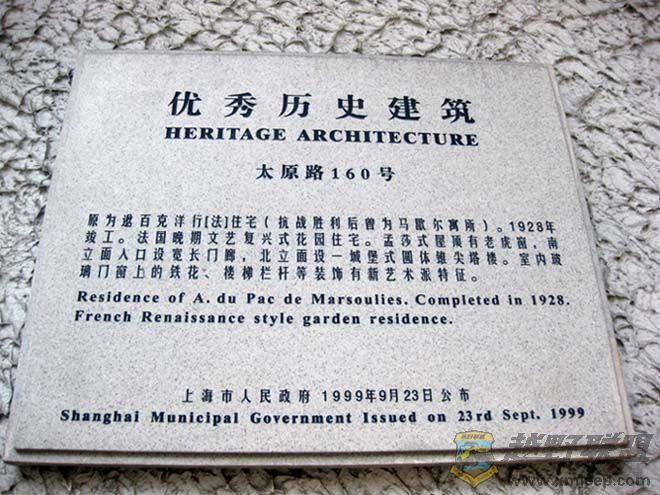 优秀历史建筑
HERITAGE ARCHITECTURE
太原路160号
原为逖百克洋行[法]住宅(抗战胜利后曾为马歇尔寓所)。1928年
竣工。法国晚期文艺复兴式花园住宅。孟莎式屋顶有老虎窗,南
立面入口设宽长门廊,北立面设一城堡式圆体锥尖塔楼。室内玻
璃门窗上的铁花、楼梯栏杆等装饰有新艺术派特征。
Residence of A. du Pac de Marsoulies. Completed in 1928.
French Renaissance style garden residence.
上海市人民政府 1999年9月23日公布
Shanghai Municipal Government Issued on 23rd Sept. 1999
越野联盟